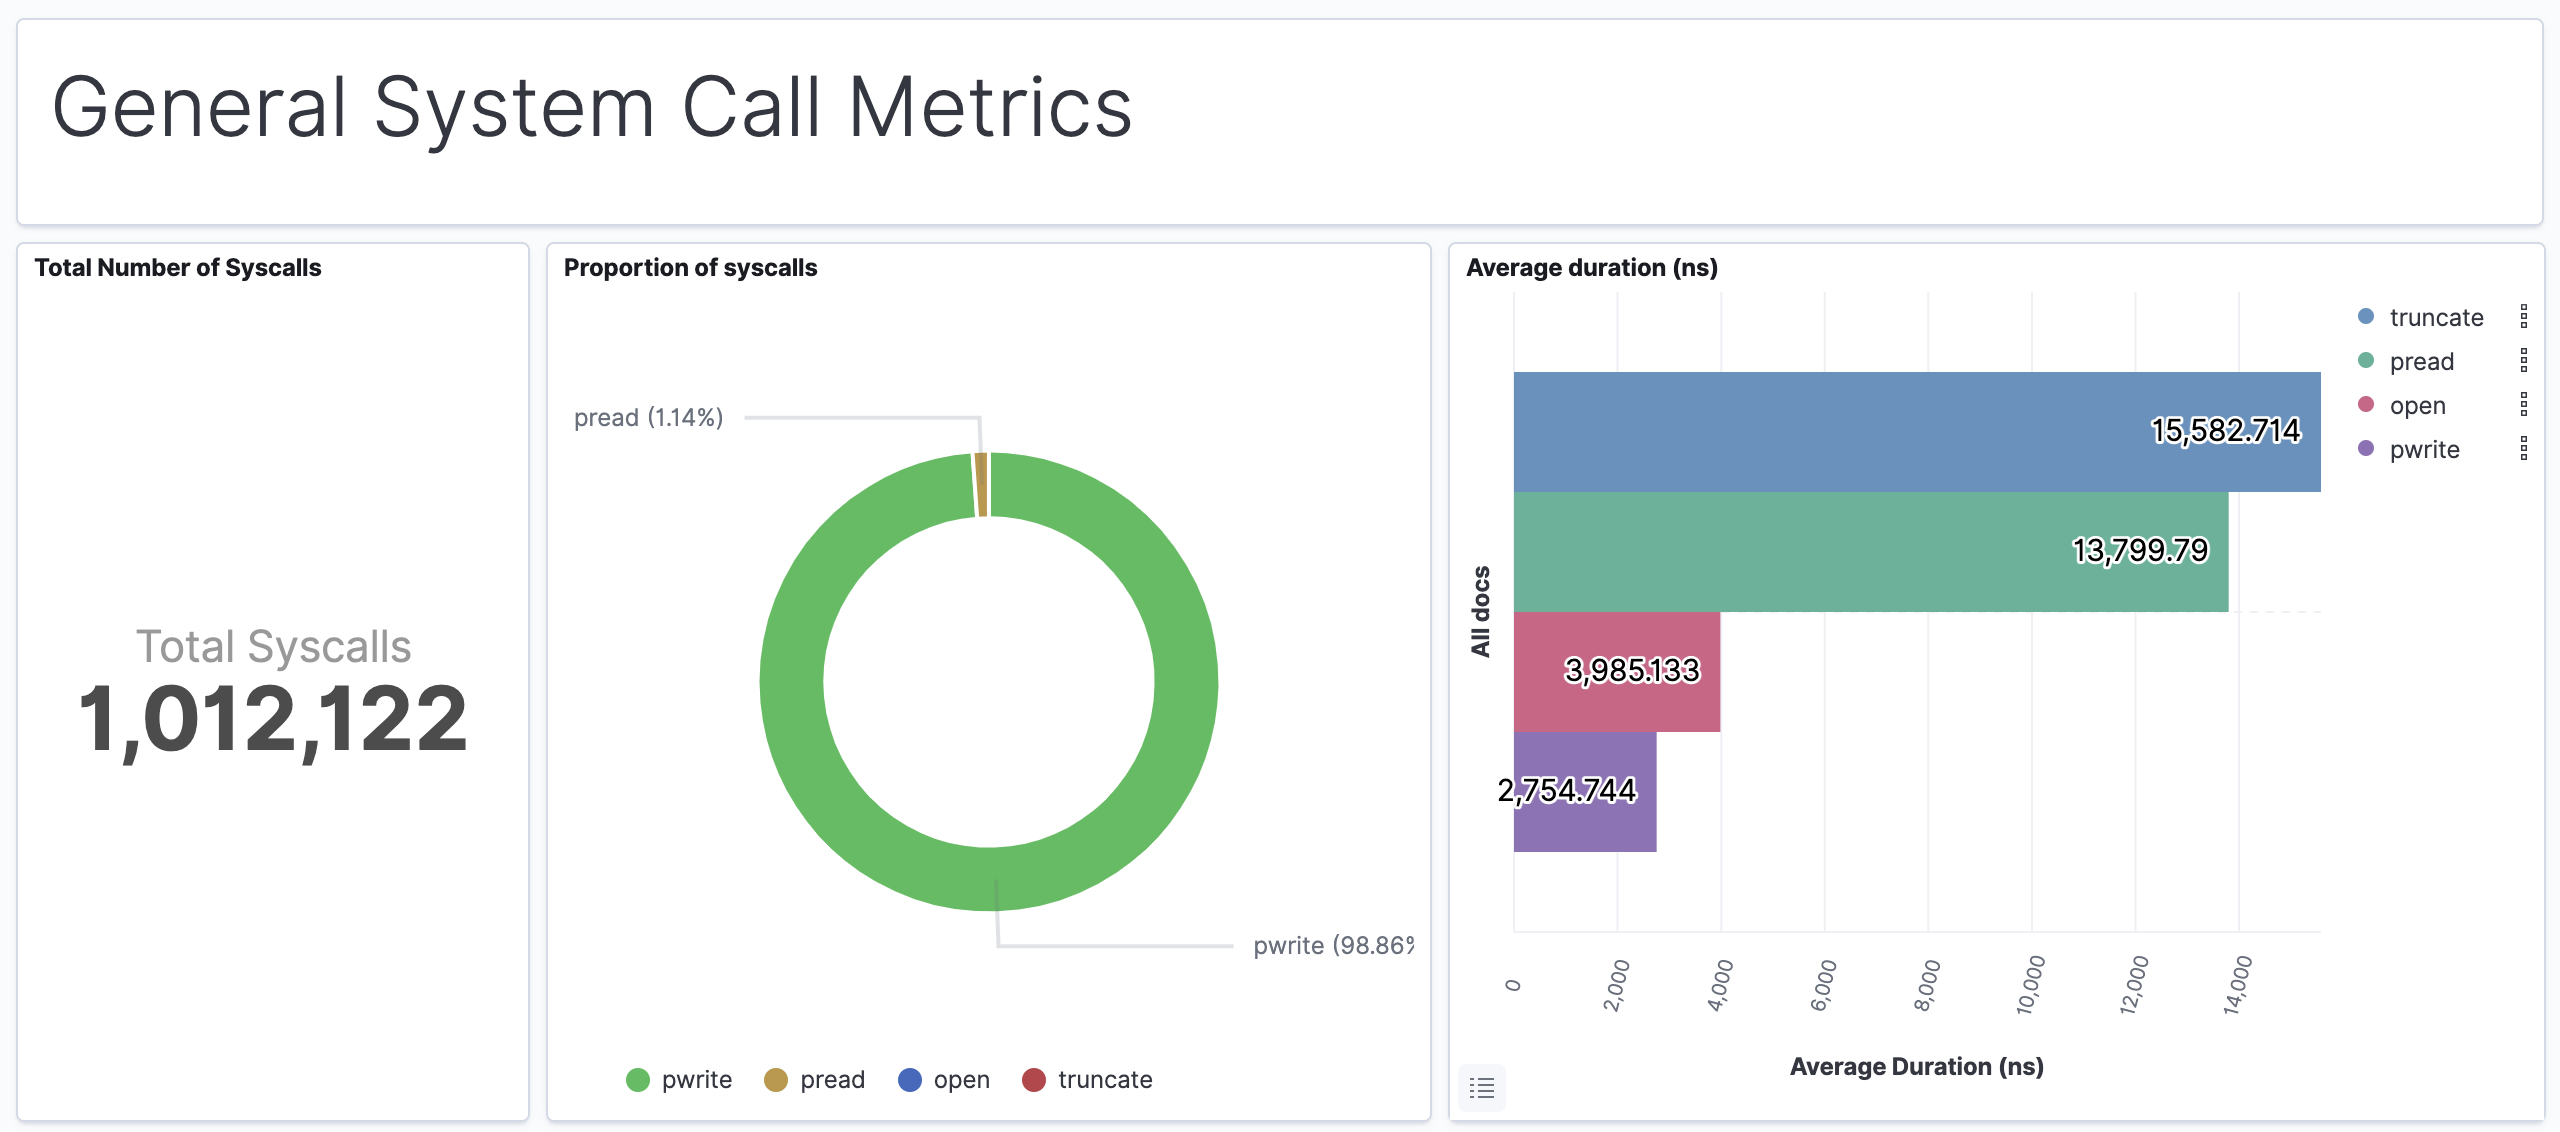 General System Call Metrics
Total Number of Syscalls
Total Syscalls
1,012,122
Proportion of syscalls
pread (1.14%)
pwrite (98.86%
pwrite
pread
open
truncate
Average duration (ns)
truncate
pread
open
pwrite
15,582.714
13,799.79
3,985.133
2,754.744
All docs
0
2,000
4,000
6,000
8,000
10,000
12,000
14,000
Average Duration (ns)